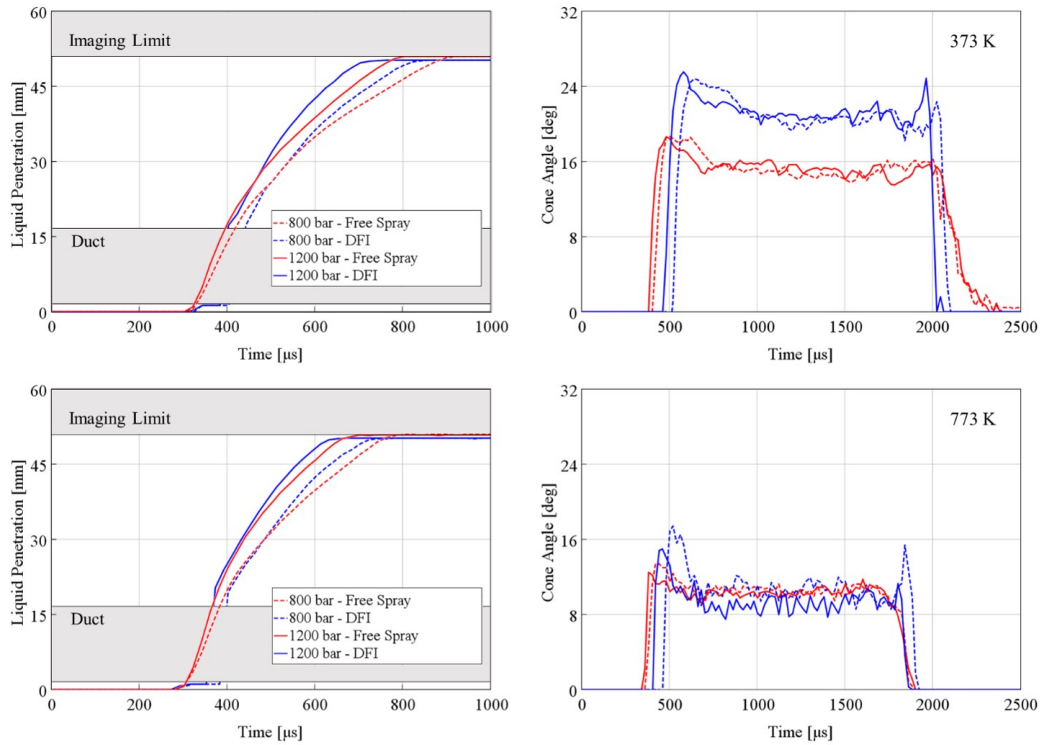 60
45
30
15
0
Liquid Penetration [mm]
Imaging Limit
Duct
800 bar - Free Spray
800 bar - DFI
1200 bar - Free Spray
1200 bar - DFI
0 200 400 600 800 1000
Time [μs]
32
24
16
8
0
Cone Angle [deg]
373 K
0 500 1000 1500 2000 2500
Time [μs]
60
45
30
15
0
Liquid Penetration [mm]
Imaging Limit
Duct
800 bar - Free Spray
800 bar - DFI
1200 bar - Free Spray
1200 bar - DFI
0 200 400 600 800 1000
Time [μs]
32
24
16
8
0
Cone Angle [deg]
773 K
0 500 1000 1500 2000 2500
Time [μs]